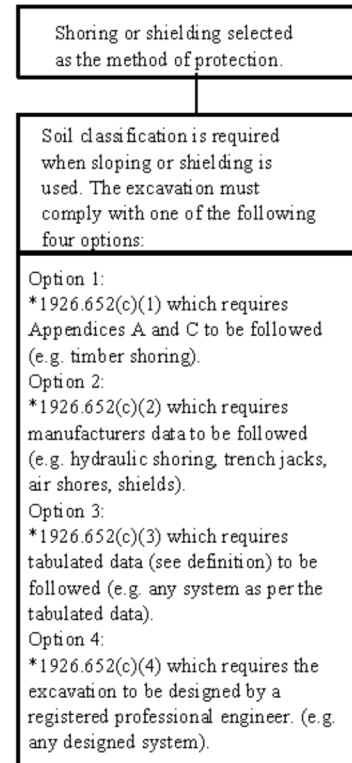 Shoring or shielding selected
as the method of protection.
Soil classification is required
when sloping or shielding is
used. The excavation must
comply with one of the following
four options:
Option 1:
*1926.652(c)(1) which requires
Appendices A and C to be followed
(e.g. timber shoring).
Option 2:
*1926.652(c)(2) which requires
manufacturers data to be followed
(e.g. hydraulic shoring, trench jacks,
air shores, shields).
Option 3:
*1926.652(c)(3) which requires
tabulated data (see definition) to be
followed (e.g. any system as per the
tabulated data).
Option 4:
*1926.652(c)(4) which requires the
excavation to be designed by a
registered professional engineer. (e.g.
any designed system).